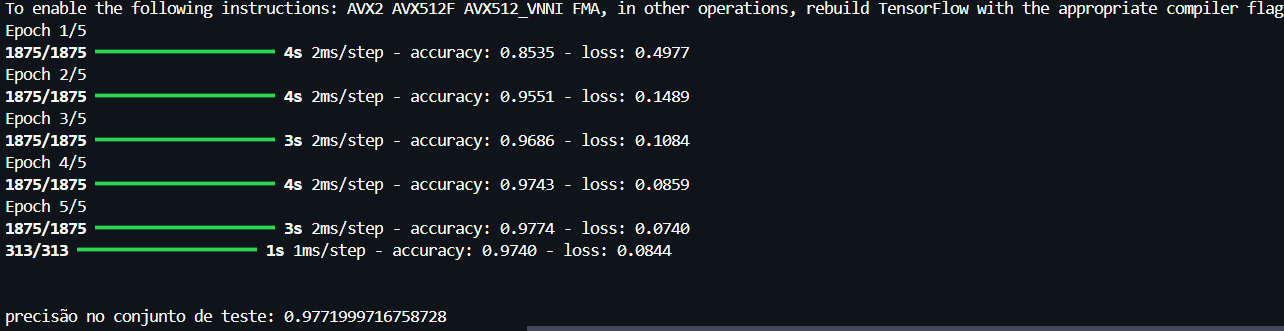 To enable the following instructions: AVX2 AVX512F AVX512_VNNI FMA, in other operations, rebuild TensorFlow with the appropriate compiler flag
Epoch 1/5
1875/1875 4s 2ms/step - accuracy: 0.8535 - loss: 0.4977
Epoch 2/5
1875/1875 4s 2ms/step - accuracy: 0.9551 - loss: 0.1489
Epoch 3/5
1875/1875 3s 2ms/step - accuracy: 0.9686 - loss: 0.1084
Epoch 4/5
1875/1875 4s 2ms/step - accuracy: 0.9743 - loss: 0.0859
Epoch 5/5
1875/1875 3s 2ms/step - accuracy: 0.9774 - loss: 0.0740
313/313 1s 1ms/step - accuracy: 0.9740 - loss: 0.0844
precisão no conjunto de teste: 0.9771999716758728